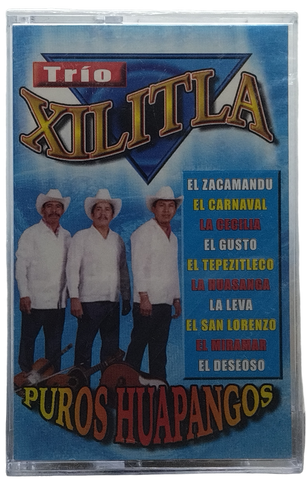 Trío
XILITLA
EL ZACAMANDU
EL CARNAVAL
LA CECILIA
EL GUSTO
EL TEPEZITLECO
LA HUASANGA
LA LEVA
EL SAN LORENZO
EL MIRAMAR
EL DESEOSO
PUROS HUAPANGOS